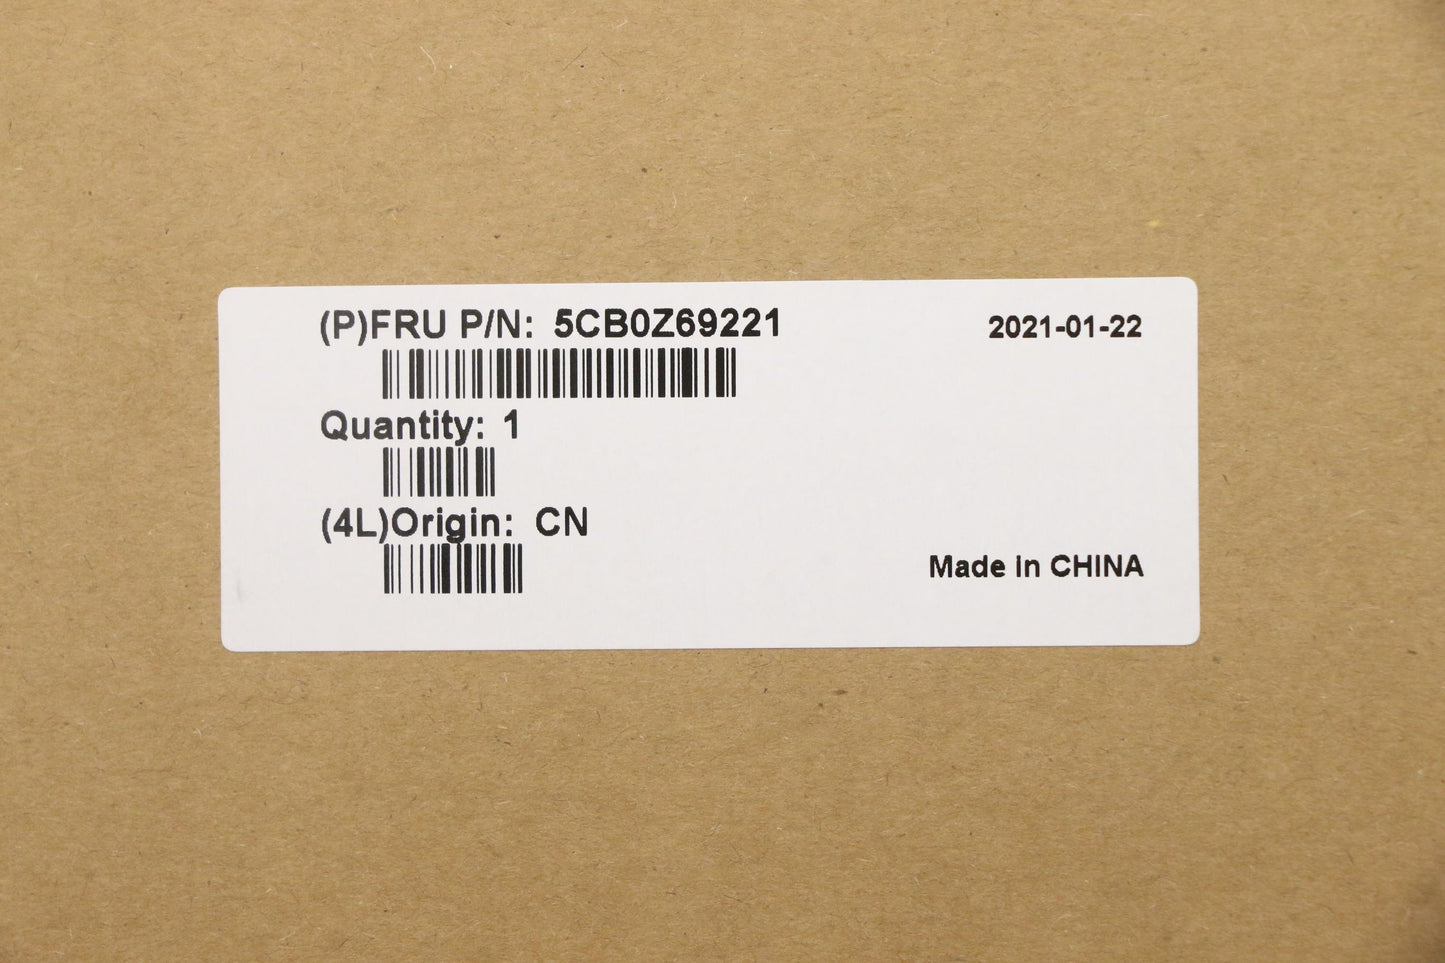 (P)FRU P/N: 5CB0Z69221
2021-01-22
Quantity: 1
(4L)Origin: CN
Made in CHINA